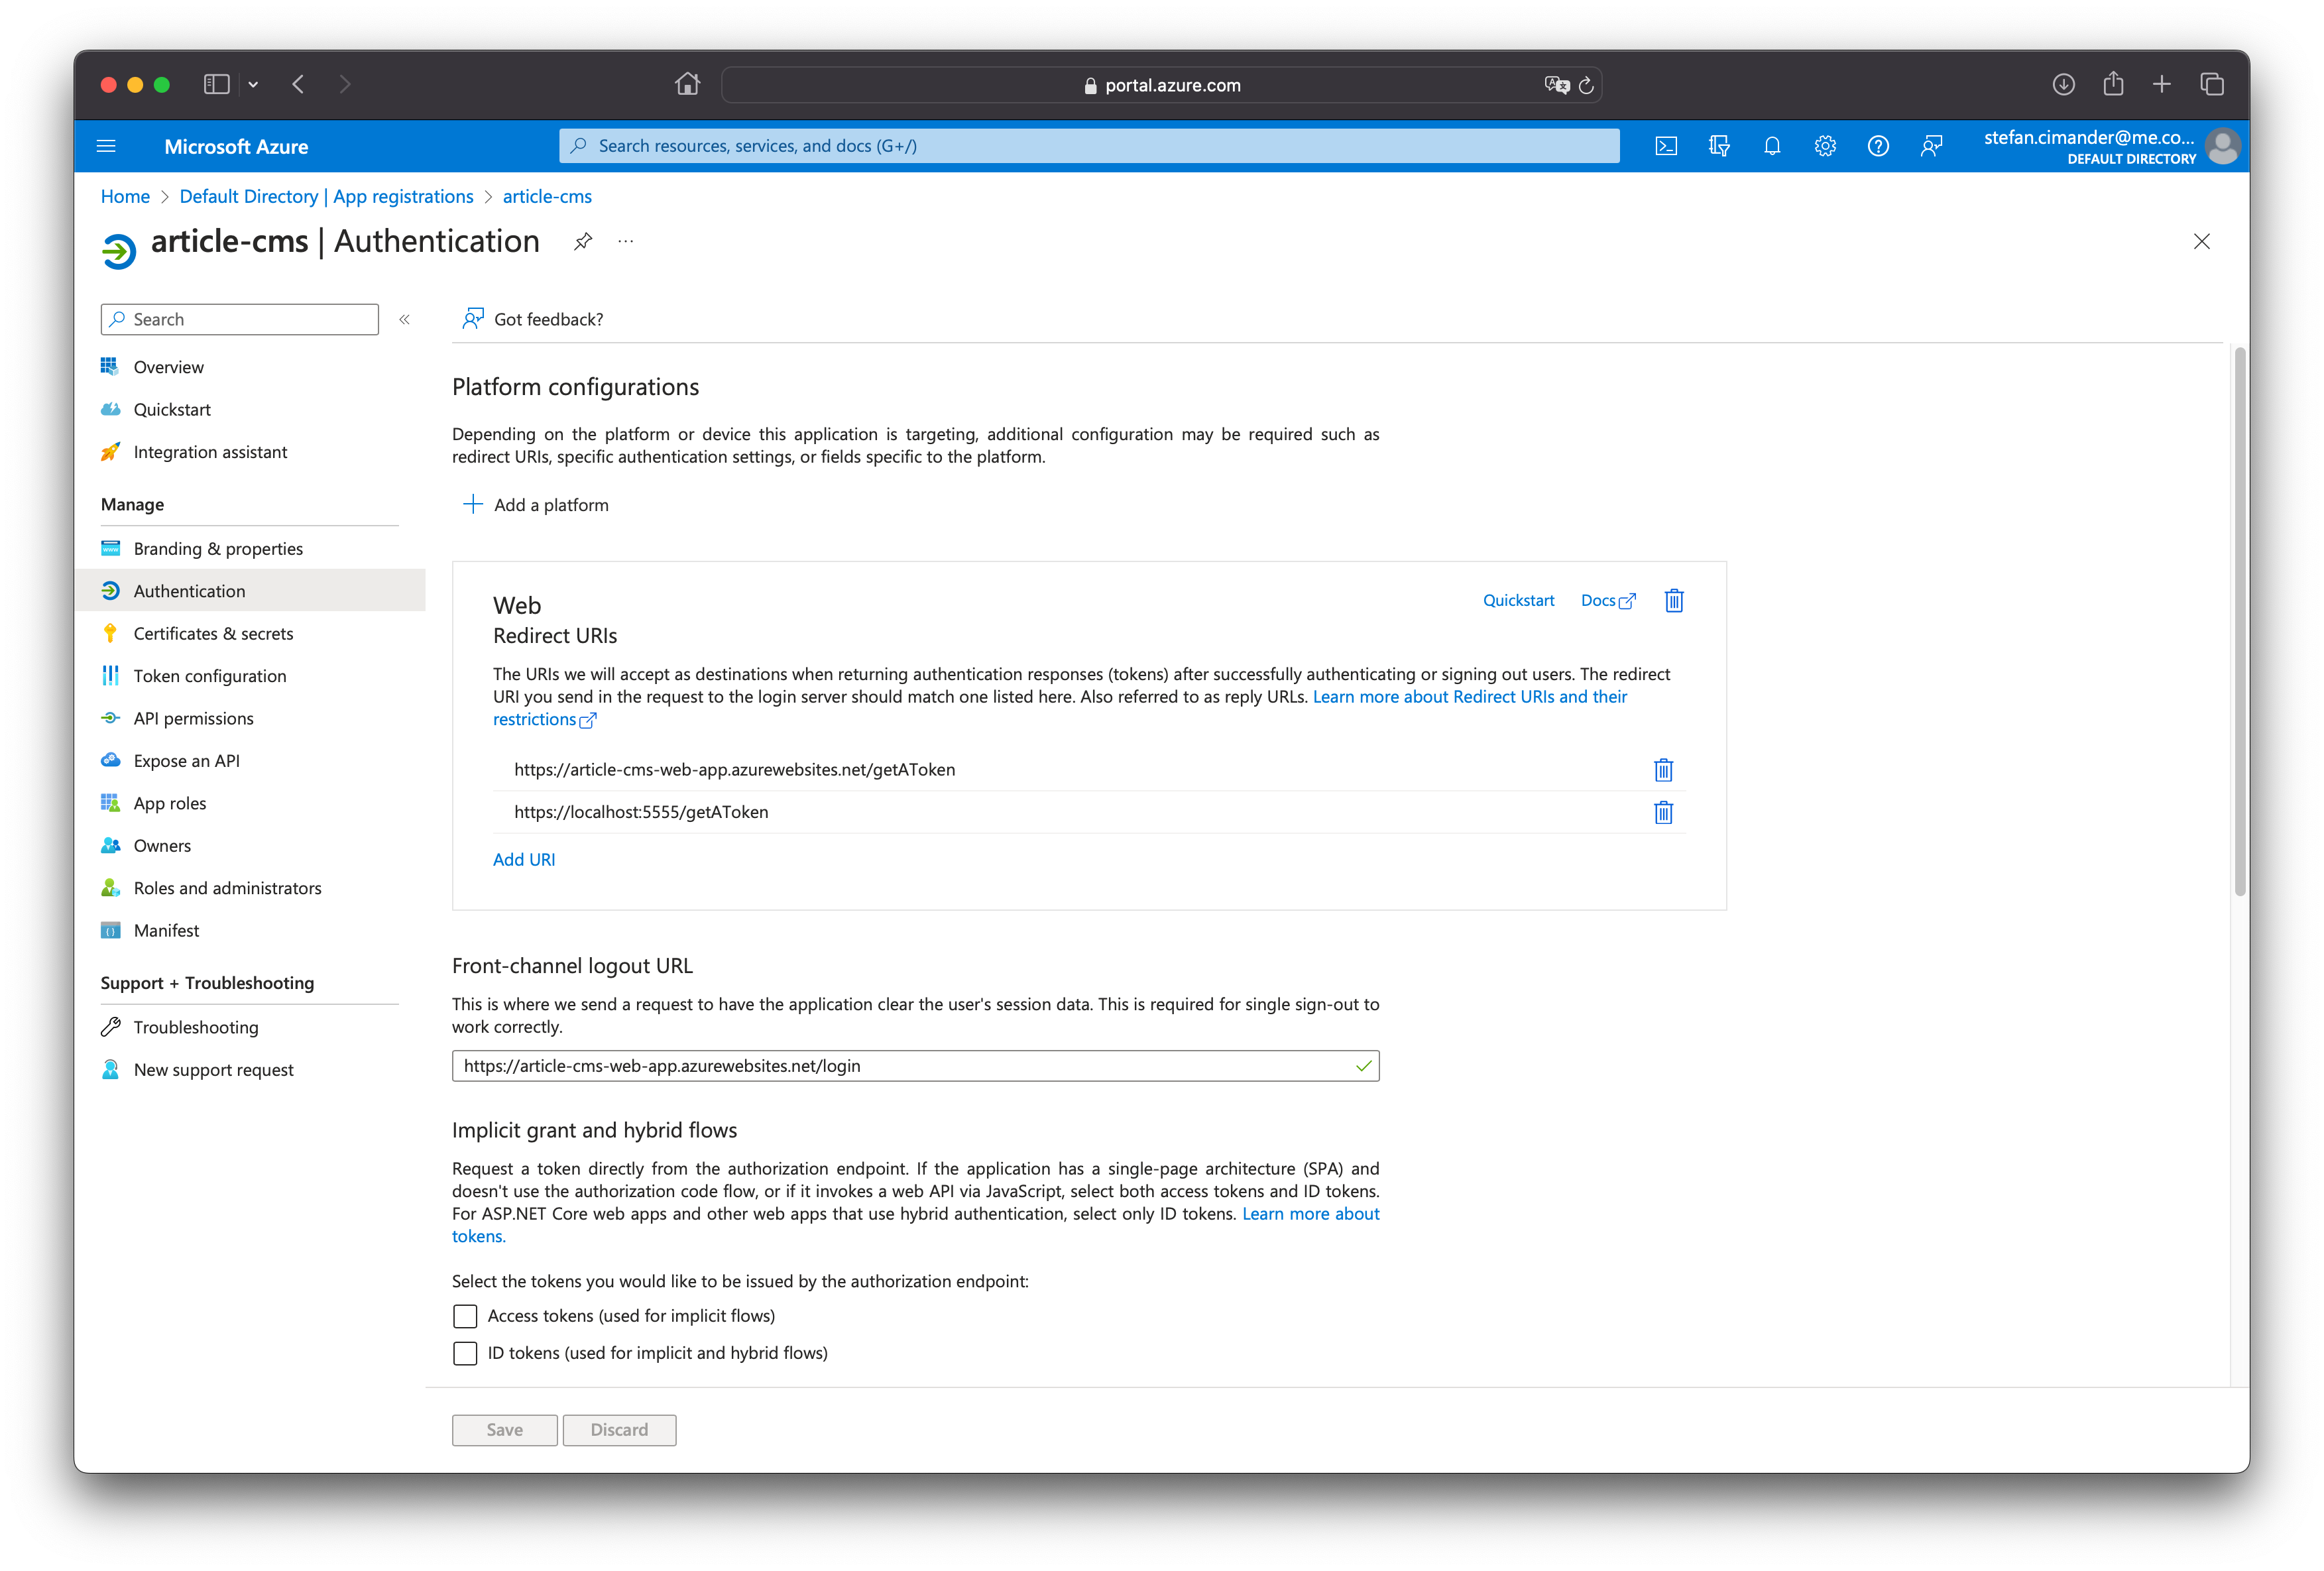 portal.azure.com
Microsoft Azure
Search resources, services, and docs (G+/)
stefan.cimander@me.co...
DEFAULT DIRECTORY
Home > Default Directory | App registrations > article-cms
article-cms | Authentication
Search
Overview
Quickstart
Integration assistant
Manage
Branding & properties
Authentication
Certificates & secrets
Token configuration
API permissions
Expose an API
App roles
Owners
Roles and administrators
Manifest
Support + Troubleshooting
Troubleshooting
New support request
Got feedback?
Platform configurations
Depending on the platform or device this application is targeting, additional configuration may be required such as
redirect URIs, specific authentication settings, or fields specific to the platform.
Add a platform
Web
Quickstart
Docs
Redirect URIs
The URIs we will accept as destinations when returning authentication responses (tokens) after successfully authenticating or signing out users. The redirect
URI you send in the request to the login server should match one listed here. Also referred to as reply URLs. Learn more about Redirect URIs and their
restrictions
https://article-cms-web-app.azurewebsites.net/getAToken
https://localhost:5555/getAToken
Add URI
Front-channel logout URL
This is where we send a request to have the application clear the user's session data. This is required for single sign-out to
work correctly.
https://article-cms-web-app.azurewebsites.net/login
Implicit grant and hybrid flows
Request a token directly from the authorization endpoint. If the application has a single-page architecture (SPA) and
doesn't use the authorization code flow, or if it invokes a web API via JavaScript, select both access tokens and ID tokens.
For ASP.NET Core web apps and other web apps that use hybrid authentication, select only ID tokens. Learn more about
tokens.
Select the tokens you would like to be issued by the authorization endpoint:
Access tokens (used for implicit flows)
ID tokens (used for implicit and hybrid flows)
Save
Discard